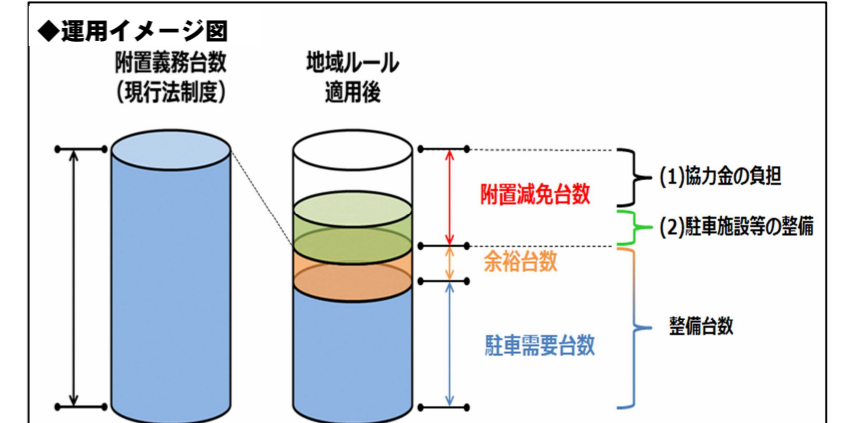 ◆運用イメージ図
附置義務台数
（現行法制度）
地域ルール
適用後
附置減免台数
余裕台数
駐車需要台数
(1)協力金の負担
(2)駐車施設等の整備
整備台数